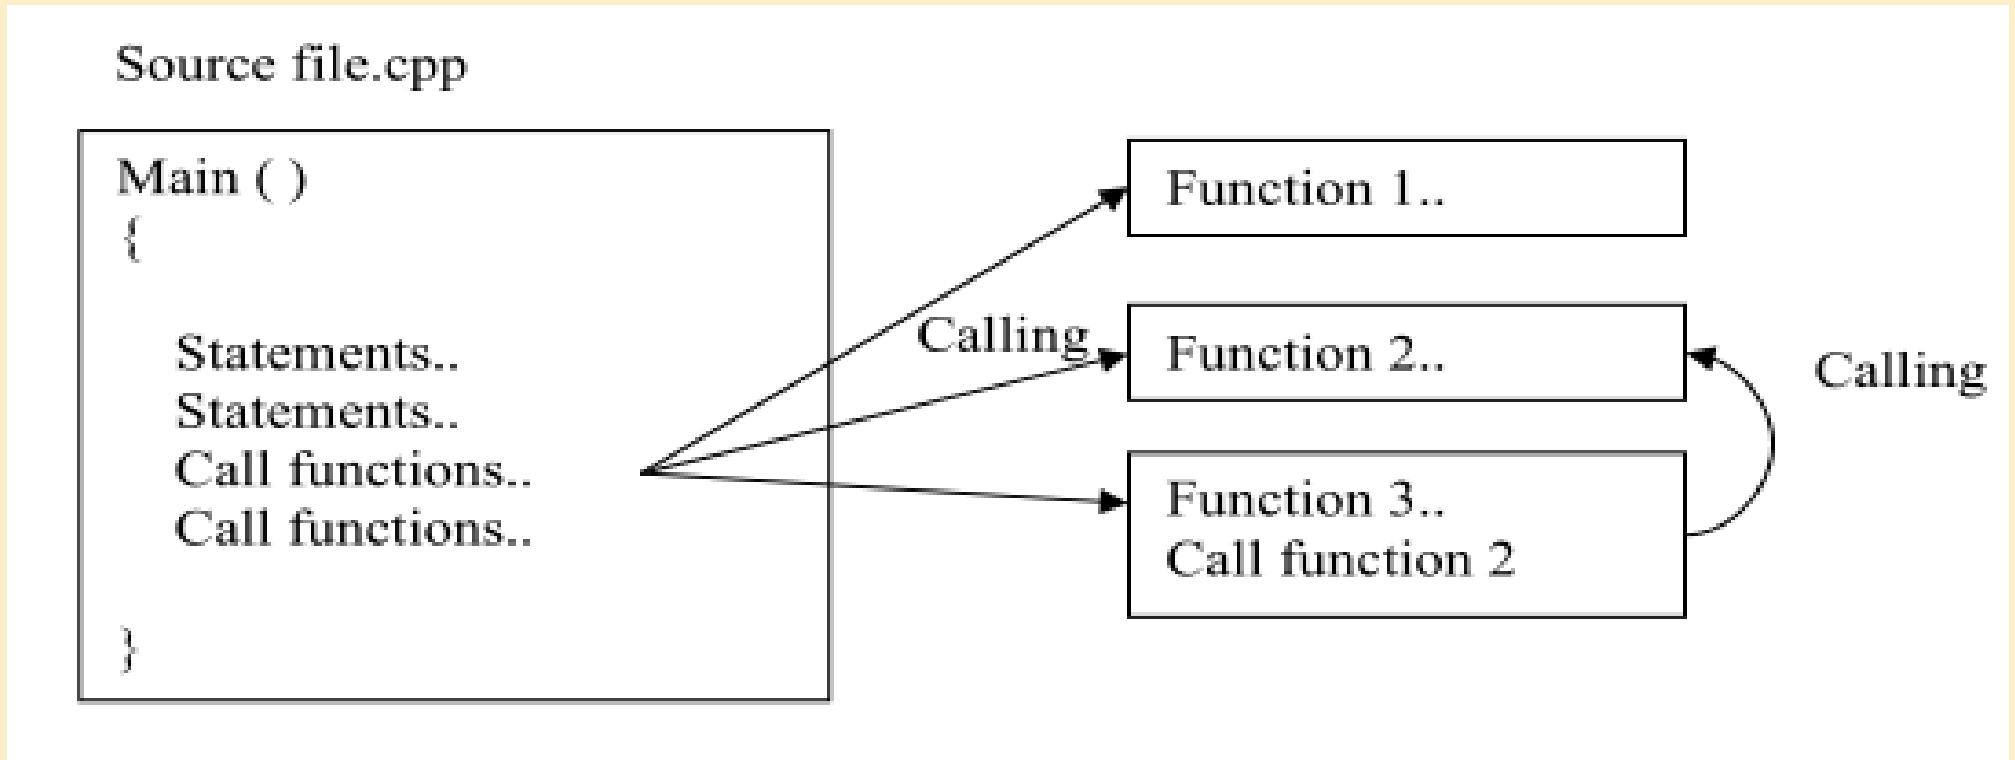 Source file.cpp
Main ( )
{
Statements..
Statements..
Call functions..
Call functions..
}
Calling
Function 1..
Function 2..
Function 3..
Call function 2
Calling